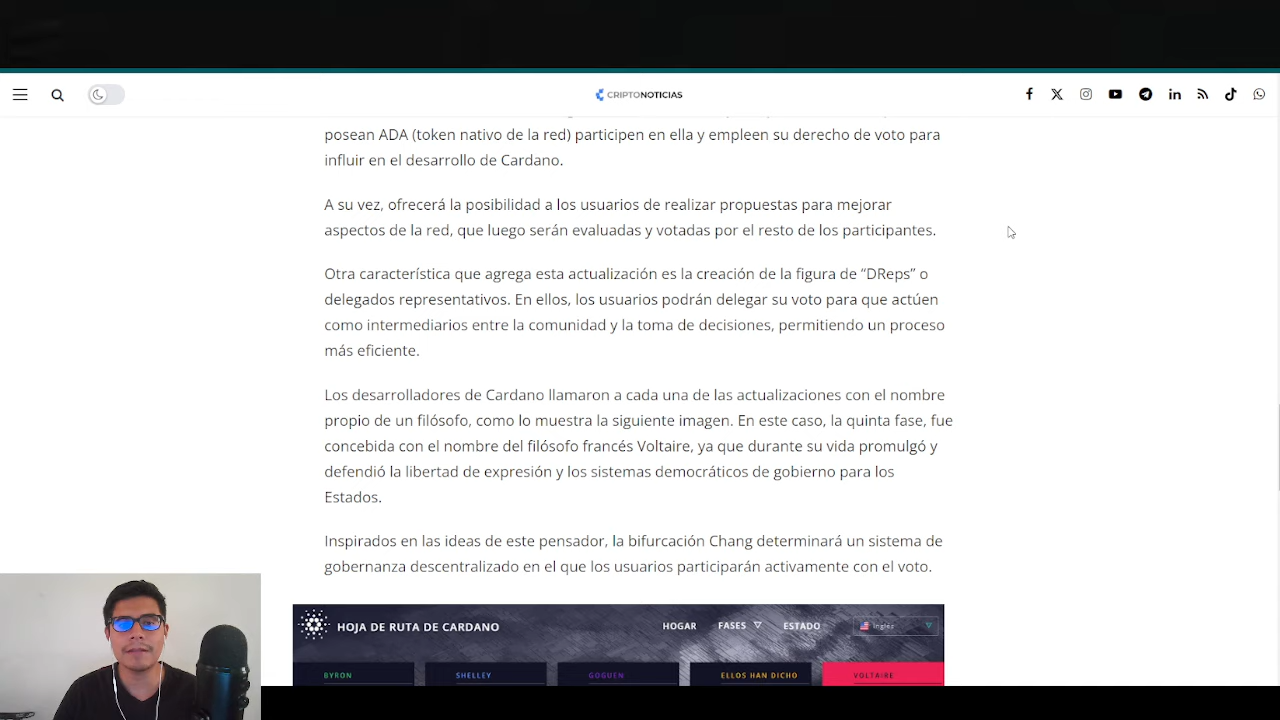 CRIPTONOTICIAS
posean ADA (token nativo de la red) participen en ella y empleen su derecho de voto para
influir en el desarrollo de Cardano.
A su vez, ofrecerá la posibilidad a los usuarios de realizar propuestas para mejorar
aspectos de la red, que luego serán evaluadas y votadas por el resto de los participantes.
Otra característica que agrega esta actualización es la creación de la figura de “DReps” o
delegados representativos. En ellos, los usuarios podrán delegar su voto para que actúen
como intermediarios entre la comunidad y la toma de decisiones, permitiendo un proceso
más eficiente.
Los desarrolladores de Cardano llamaron a cada una de las actualizaciones con el nombre
propio de un filósofo, como lo muestra la siguiente imagen. En este caso, la quinta fase, fue
concebida con el nombre del filósofo francés Voltaire, ya que durante su vida promulgó y
defendió la libertad de expresión y los sistemas democráticos de gobierno para los
Estados.
Inspirados en las ideas de este pensador, la bifurcación Chang determinará un sistema de
gobernanza descentralizado en el que los usuarios participarán activamente con el voto.
HOJA DE RUTA DE CARDANO HOGAR FASES ESTADO Inglés
BYRON SHELLEY GOGUEN ELLOS HAN DICHO VOLTAIRE